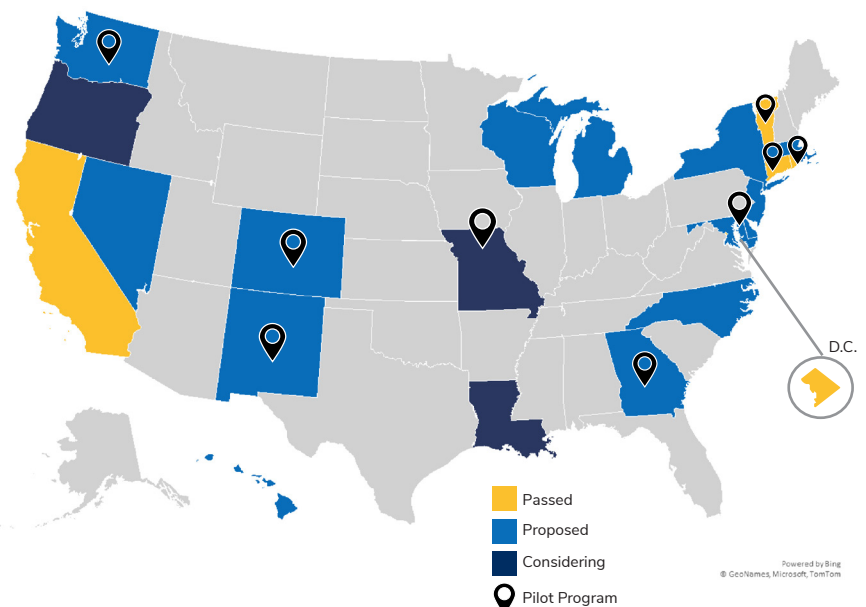 D.C.
Passed
Proposed
Considering
Pilot Program
Powered by Bing
© GeoNames, Microsoft, TomTom